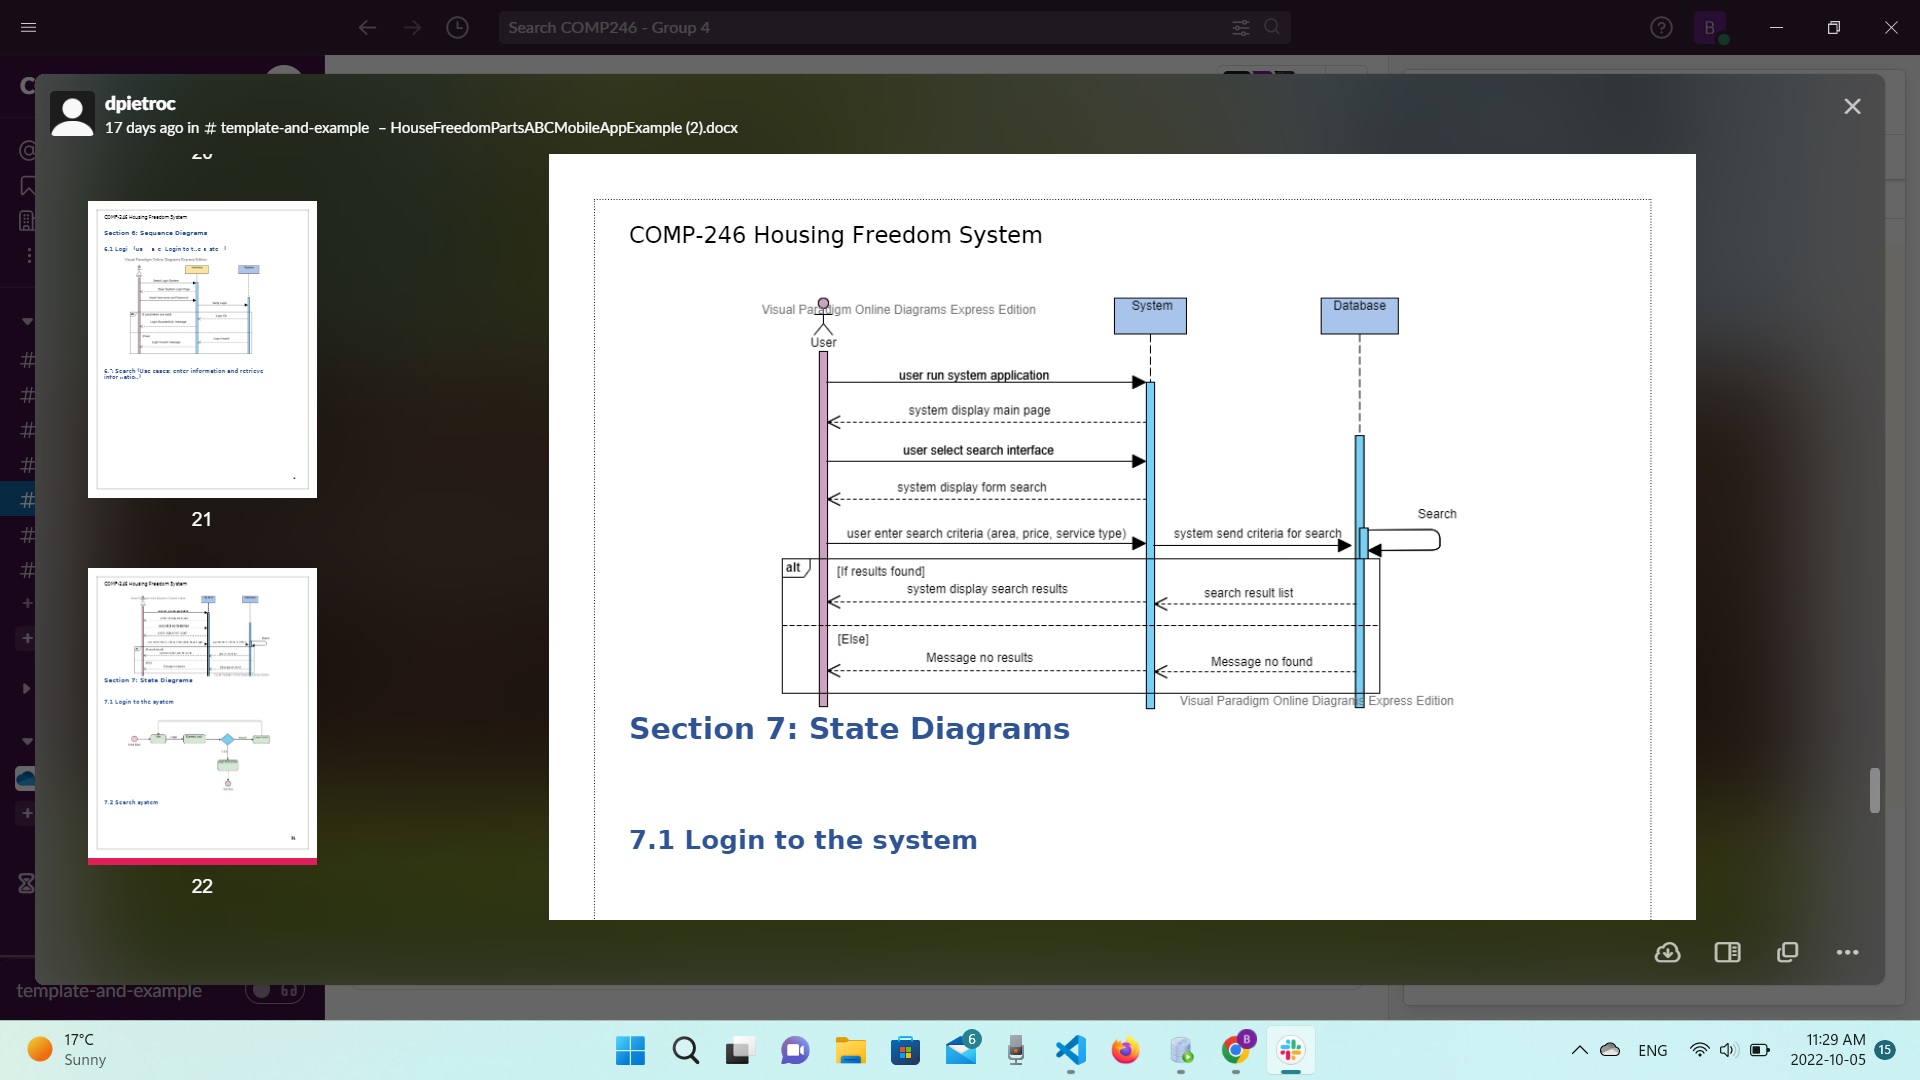 Search COMP246 - Group 4
B
dpietroc
17 days ago in # template-and-example – HouseFreedomPartsABCMobileAppExample (2).docx
COMP-246 Housing Freedom System
Section 6: Sequence Diagrams
21
COMP-246 Housing Freedom System
Section 7: State Diagrams
7.1 Login to the system
7.2 Search system
22
COMP-246 Housing Freedom System
Visual Paradigm Online Diagrams Express Edition
System
Database
User
user run system application
system display main page
user select search interface
system display form search
Search
user enter search criteria (area, price, service type)
system send criteria for search
alt
[If results found]
system display search results
search result list
[Else]
Message no results
Message no found
Visual Paradigm Online Diagrams Express Edition
Section 7: State Diagrams
7.1 Login to the system
template-and-example
17°C
Sunny
6
B
ENG
11:29 AM
2022-10-05
15